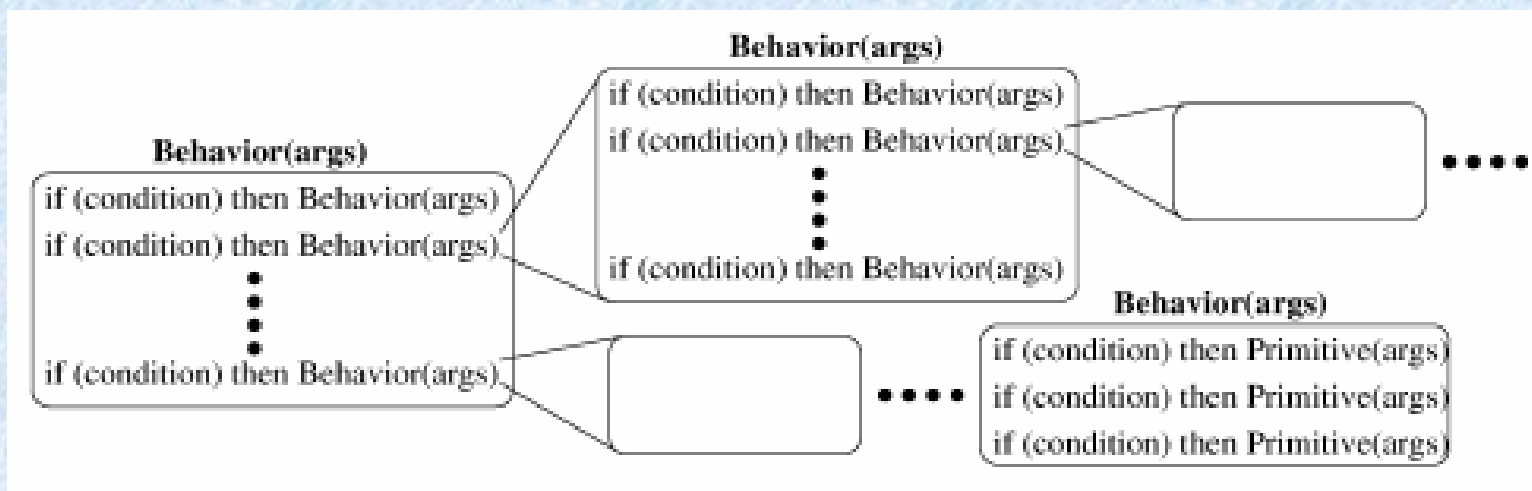 Behavior(args)
if (condition) then Behavior(args)
if (condition) then Behavior(args)
if (condition) then Behavior(args)
Behavior(args)
if (condition) then Behavior(args)
if (condition) then Behavior(args)
if (condition) then Behavior(args)
Behavior(args)
if (condition) then Primitive(args)
if (condition) then Primitive(args)
if (condition) then Primitive(args)